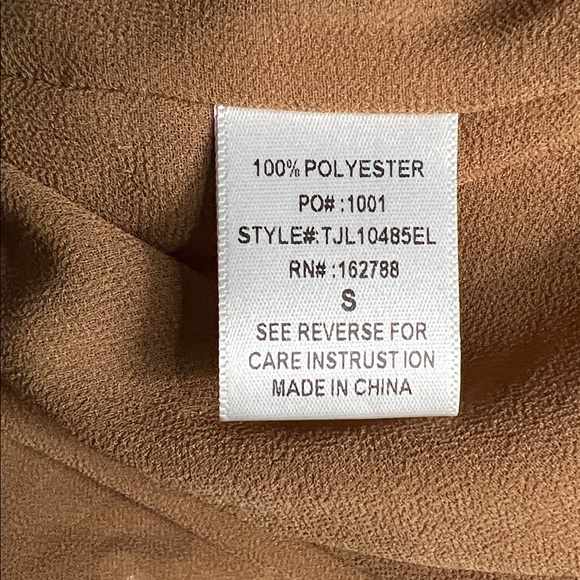 100% POLYESTER
PO# :1001
STYLE#:TJL10485EL
RN# :162788
S
SEE REVERSE FOR
CARE INSTRUSTION
MADE IN CHINA